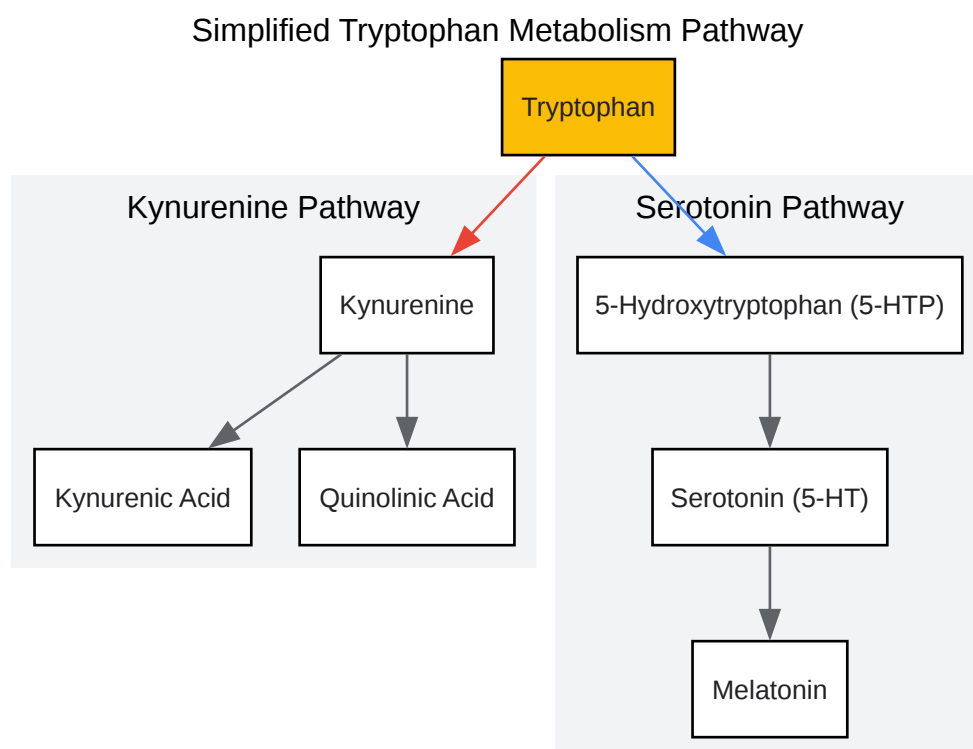 Simplified Tryptophan Metabolism Pathway
Tryptophan
Kynurenine Pathway
Kynurenine
Kynurenic Acid
Quinolinic Acid
Serotonin Pathway
5-Hydroxytryptophan (5-HTP)
Serotonin (5-HT)
Melatonin